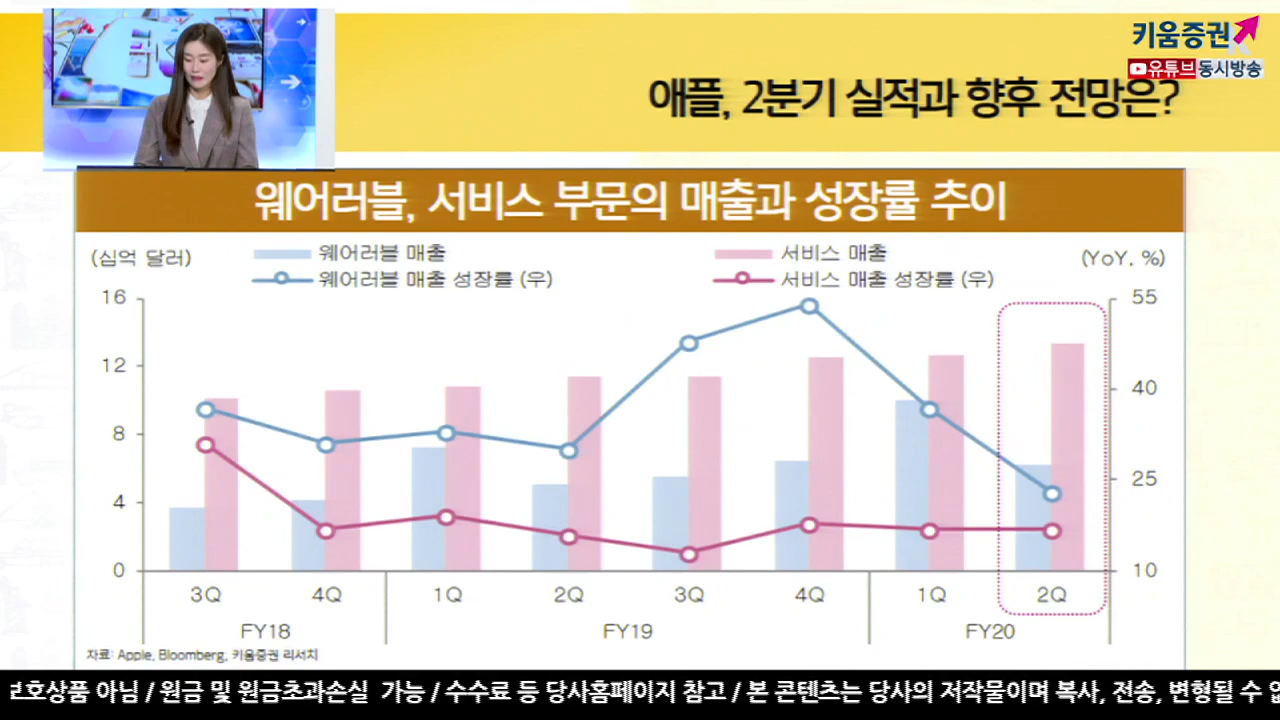 키움증권
유튜브 동시방송
애플, 2분기 실적과 향후 전망은?
웨어러블, 서비스 부문의 매출과 성장률 추이
(십억 달러) 웨어러블 매출 서비스 매출 (YoY, %)
웨어러블 매출 성장률 (우) 서비스 매출 성장률 (우)
16 55
12
40
8
25
4
0 10
3Q 4Q 1Q 2Q 3Q 4Q 1Q 2Q
FY18 FY19 FY20
자료: Apple, Bloomberg, 키움증권 리서치
호상품 아님 / 원금 및 원금초과손실 가능 / 수수료 등 당사홈페이지 참고 / 본 콘텐츠는 당사의 저작물이며 복사, 전송, 변형될 수